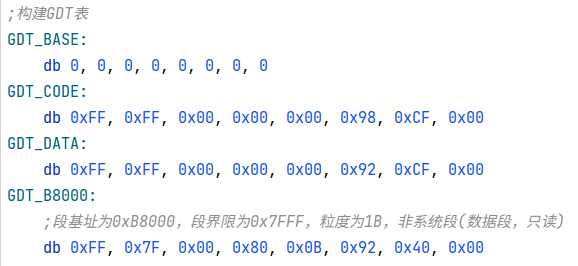 ;构建GDT表
GDT_BASE:
db 0, 0, 0, 0, 0, 0, 0, 0
GDT_CODE:
db 0xFF, 0xFF, 0x00, 0x00, 0x00, 0x98, 0xCF, 0x00
GDT_DATA:
db 0xFF, 0xFF, 0x00, 0x00, 0x00, 0x92, 0xCF, 0x00
GDT_B8000:
;段基址为0xB8000，段界限为0x7FFF，粒度为1B，非系统段(数据段，只读)
db 0xFF, 0x7F, 0x00, 0x80, 0x0B, 0x92, 0x40, 0x00